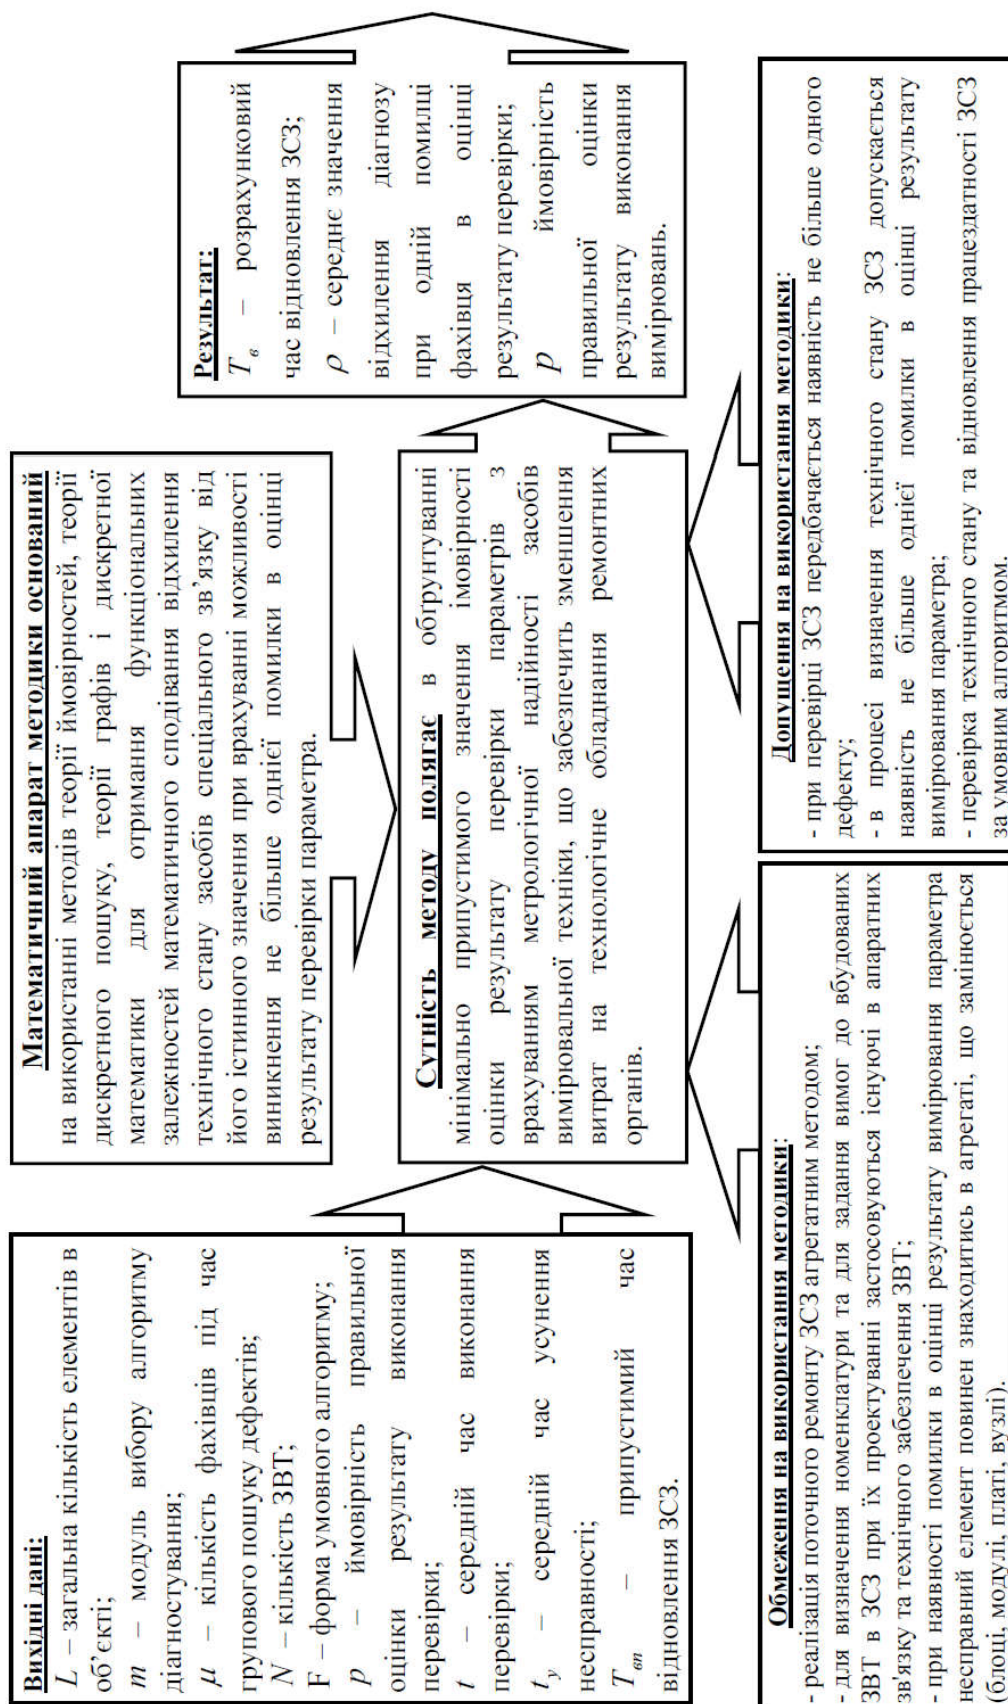 Вихідні дані:
L – загальна кількість елементів в
об'єкті;
m – модуль вибору алгоритму
діагностування;
μ – кількість фахівців під час
групового пошуку дефектів;
N – кількість ЗВТ;
F – форма умовного алгоритму;
p – ймовірність правильної
оцінки результату виконання
перевірки;
t – середній час виконання
перевірки;
t_y – середній час усунення
несправності;
T_вп – припустимий час
відновлення ЗСЗ.
Математичний апарат методики оснований
на використанні методів теорії ймовірностей, теорії
дискретного пошуку, теорії графів і дискретної
математики для отримання функціональних
залежностей математичного сподівання відхилення
технічного стану засобів спеціального зв'язку від
його істинного значення при врахуванні можливості
виникнення не більше однієї помилки в оцінці
результату перевірки параметра.
Сутність методу полягає в обґрунтуванні
мінімально припустимого значення імовірності
оцінки результату перевірки параметрів з
врахуванням метрологічної надійності засобів
вимірювальної техніки, що забезпечить зменшення
витрат на технологічне обладнання ремонтних
органів.
Результат:
T_в – розрахунковий
час відновлення ЗСЗ;
ρ – середнє значення
відхилення діагнозу
при одній помилці
фахівця в оцінці
результату перевірки;
p ймовірність
правильної оцінки
результату виконання
вимірювань.
Обмеження на використання методики:
- реалізація поточного ремонту ЗСЗ агрегатним методом;
- для визначення номенклатури та для задання вимог до вбудованих
ЗВТ в ЗСЗ при їх проектуванні застосовуються існуючі в апаратних
зв'язку та технічного забезпечення ЗВТ;
- при наявності помилки в оцінці результату вимірювання параметра
несправний елемент повинен знаходитись в агрегаті, що замінюється
(блоці, модулі, платі, вузлі).
Допущення на використання методики:
- при перевірці ЗСЗ передбачається наявність не більше одного
дефекту;
- в процесі визначення технічного стану ЗСЗ допускається
наявність не більше однієї помилки в оцінці результату
вимірювання параметра;
- перевірка технічного стану та відновлення працездатності ЗСЗ
за умовним алгоритмом.